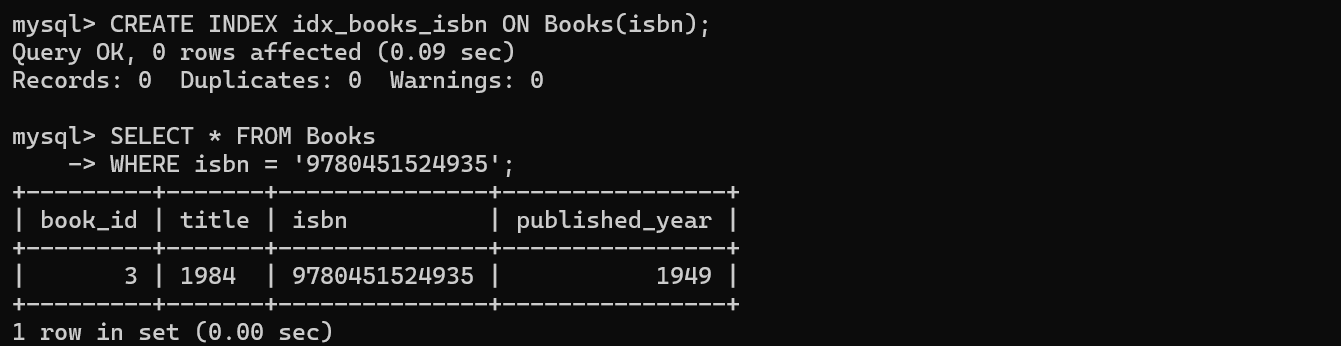 mysql> CREATE INDEX idx_books_isbn ON Books(isbn);
Query OK, 0 rows affected (0.09 sec)
Records: 0  Duplicates: 0  Warnings: 0

mysql> SELECT * FROM Books
    -> WHERE isbn = '9780451524935';
+---------+-------+---------------+----------------+
| book_id | title | isbn          | published_year |
+---------+-------+---------------+----------------+
|       3 | 1984  | 9780451524935 |           1949 |
+---------+-------+---------------+----------------+
1 row in set (0.00 sec)